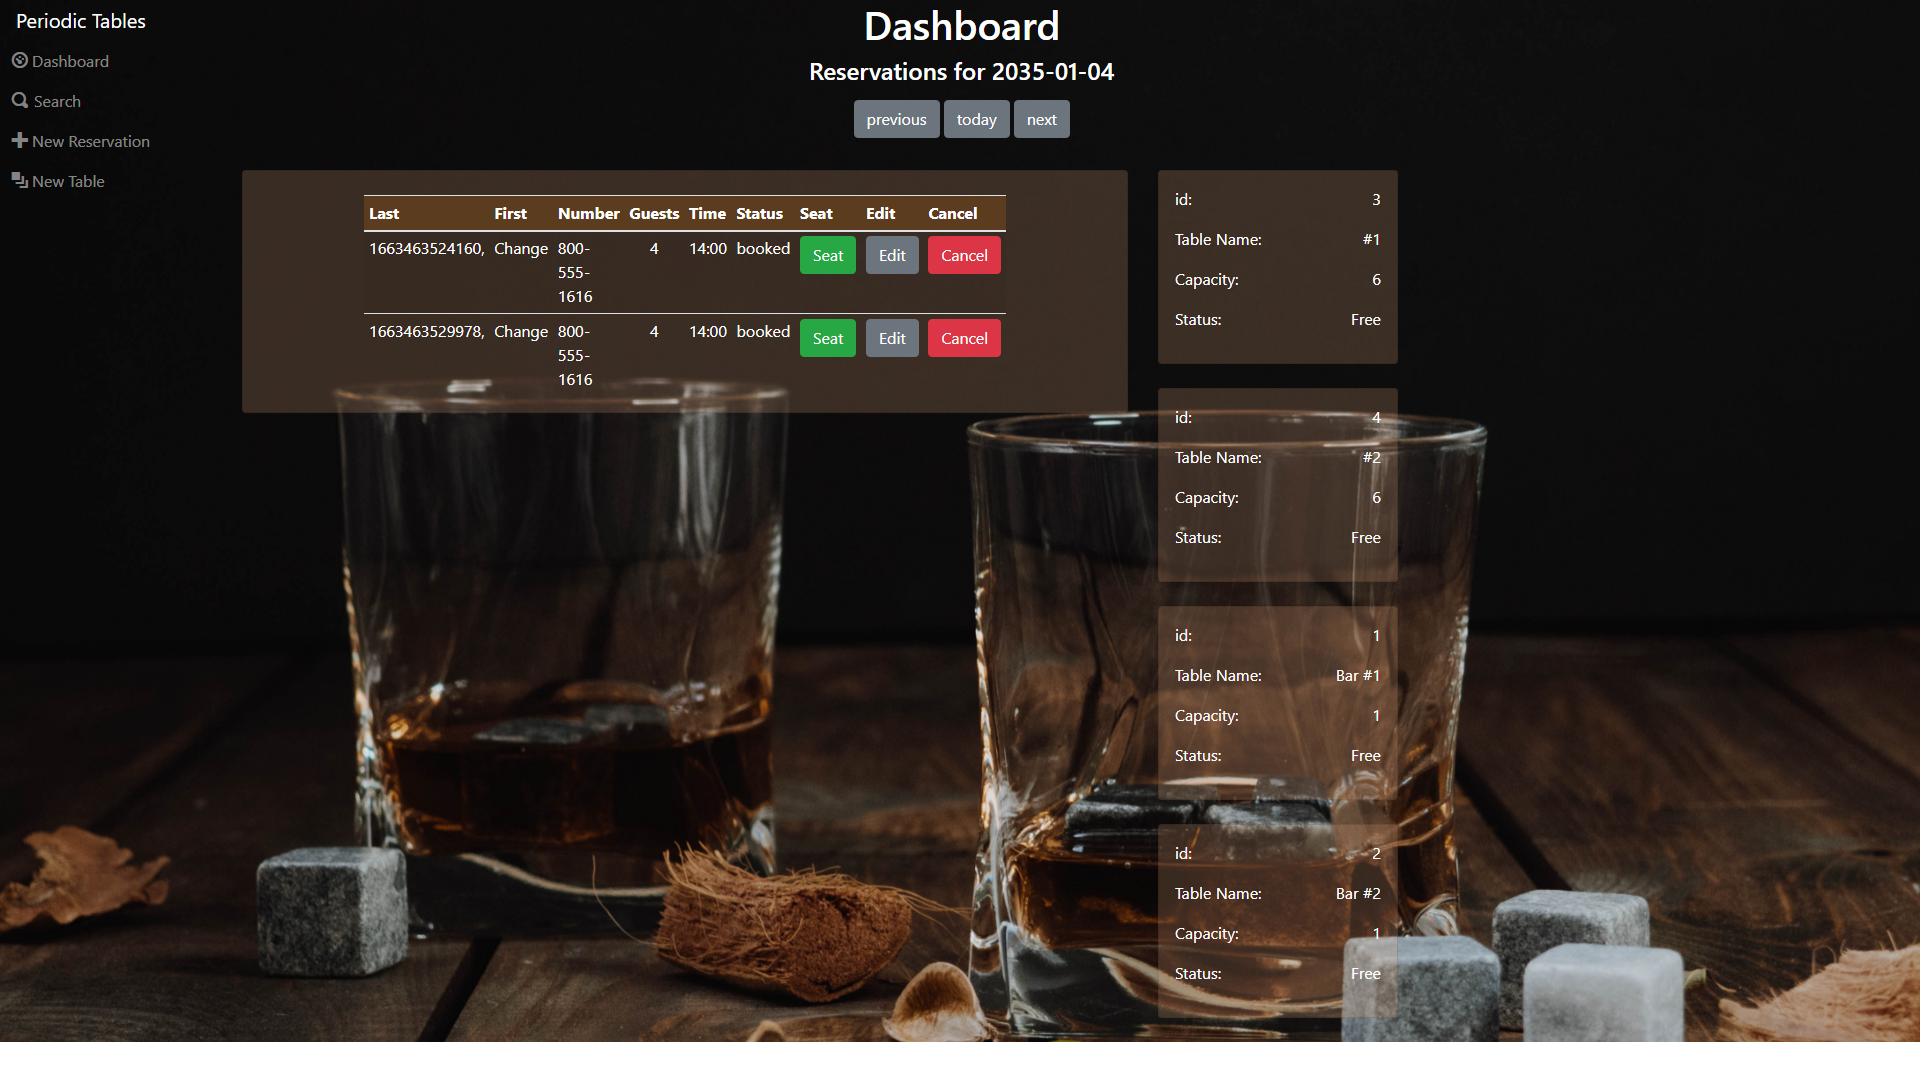 Periodic Tables
Dashboard
Search
New Reservation
New Table
Dashboard
Reservations for 2035-01-04
previous today next
Last First Number Guests Time Status Seat Edit Cancel
1663463524160, Change 800- 4 14:00 booked Seat Edit Cancel
555-
1616
1663463529978, Change 800- 4 14:00 booked Seat Edit Cancel
555-
1616
id: 3
Table Name: #1
Capacity: 6
Status: Free
id: 4
Table Name: #2
Capacity: 6
Status: Free
id: 1
Table Name: Bar #1
Capacity: 1
Status: Free
id: 2
Table Name: Bar #2
Capacity: 1
Status: Free